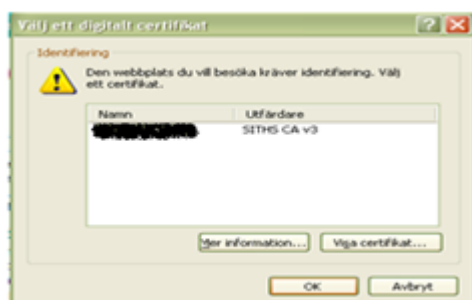 Välj ett digitalt certifikat
Identifiering
Den webbplats du vill besöka kräver identifiering. Välj
ett certifikat.
Namn Utfärdare
SITHS CA v3
Mer information... Visa certifikat...
OK Avbryt